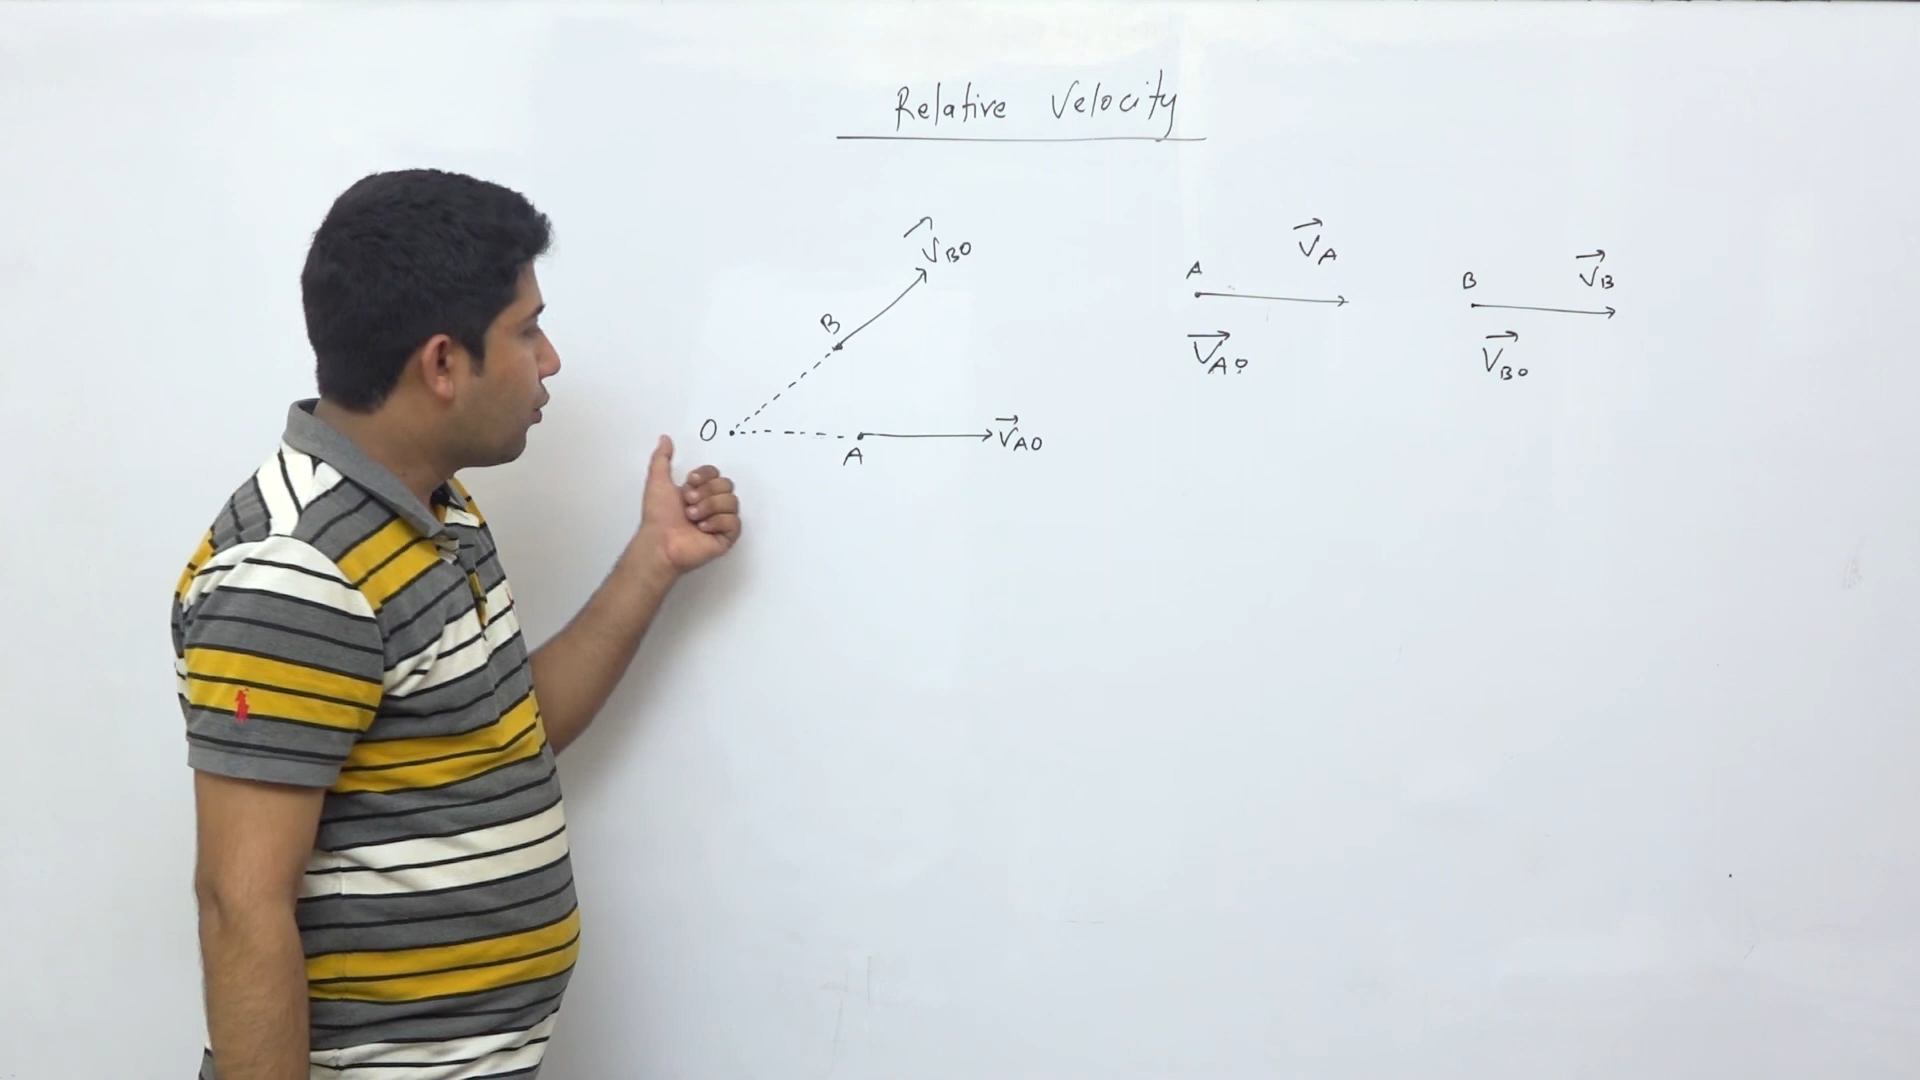 Relative Velocity
V⃗BO
B
O
A
V⃗AO
A
V⃗A
V⃗AO
B
V⃗B
V⃗BO